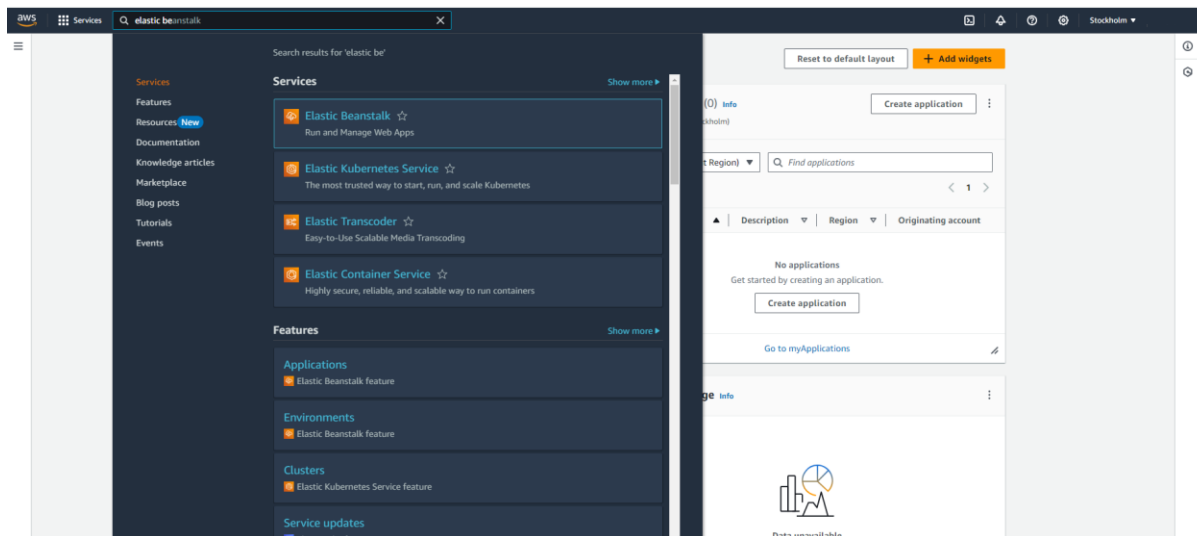 aws
Services
elastic beanstalk
Stockholm
Search results for 'elastic be'
Services
Features
Resources New
Documentation
Knowledge articles
Marketplace
Blog posts
Tutorials
Events
Services
Show more
Elastic Beanstalk
Run and Manage Web Apps
Elastic Kubernetes Service
The most trusted way to start, run, and scale Kubernetes
Elastic Transcoder
Easy-to-Use Scalable Media Transcoding
Elastic Container Service
Highly secure, reliable, and scalable way to run containers
Features
Show more
Applications
Elastic Beanstalk feature
Environments
Elastic Beanstalk feature
Clusters
Elastic Kubernetes Service feature
Service updates
Reset to default layout
+ Add widgets
(0) Info
Create application
ckholm)
t Region)
Find applications
1
Description
Region
Originating account
No applications
Get started by creating an application.
Create application
Go to myApplications
ge Info
Data unavailable